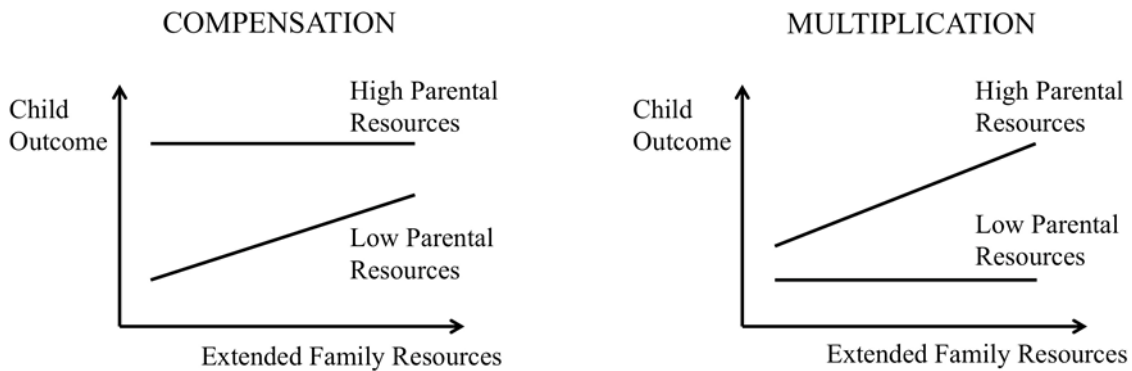 COMPENSATION
Child
Outcome
High Parental
Resources
Low Parental
Resources
Extended Family Resources
MULTIPLICATION
Child
Outcome
High Parental
Resources
Low Parental
Resources
Extended Family Resources